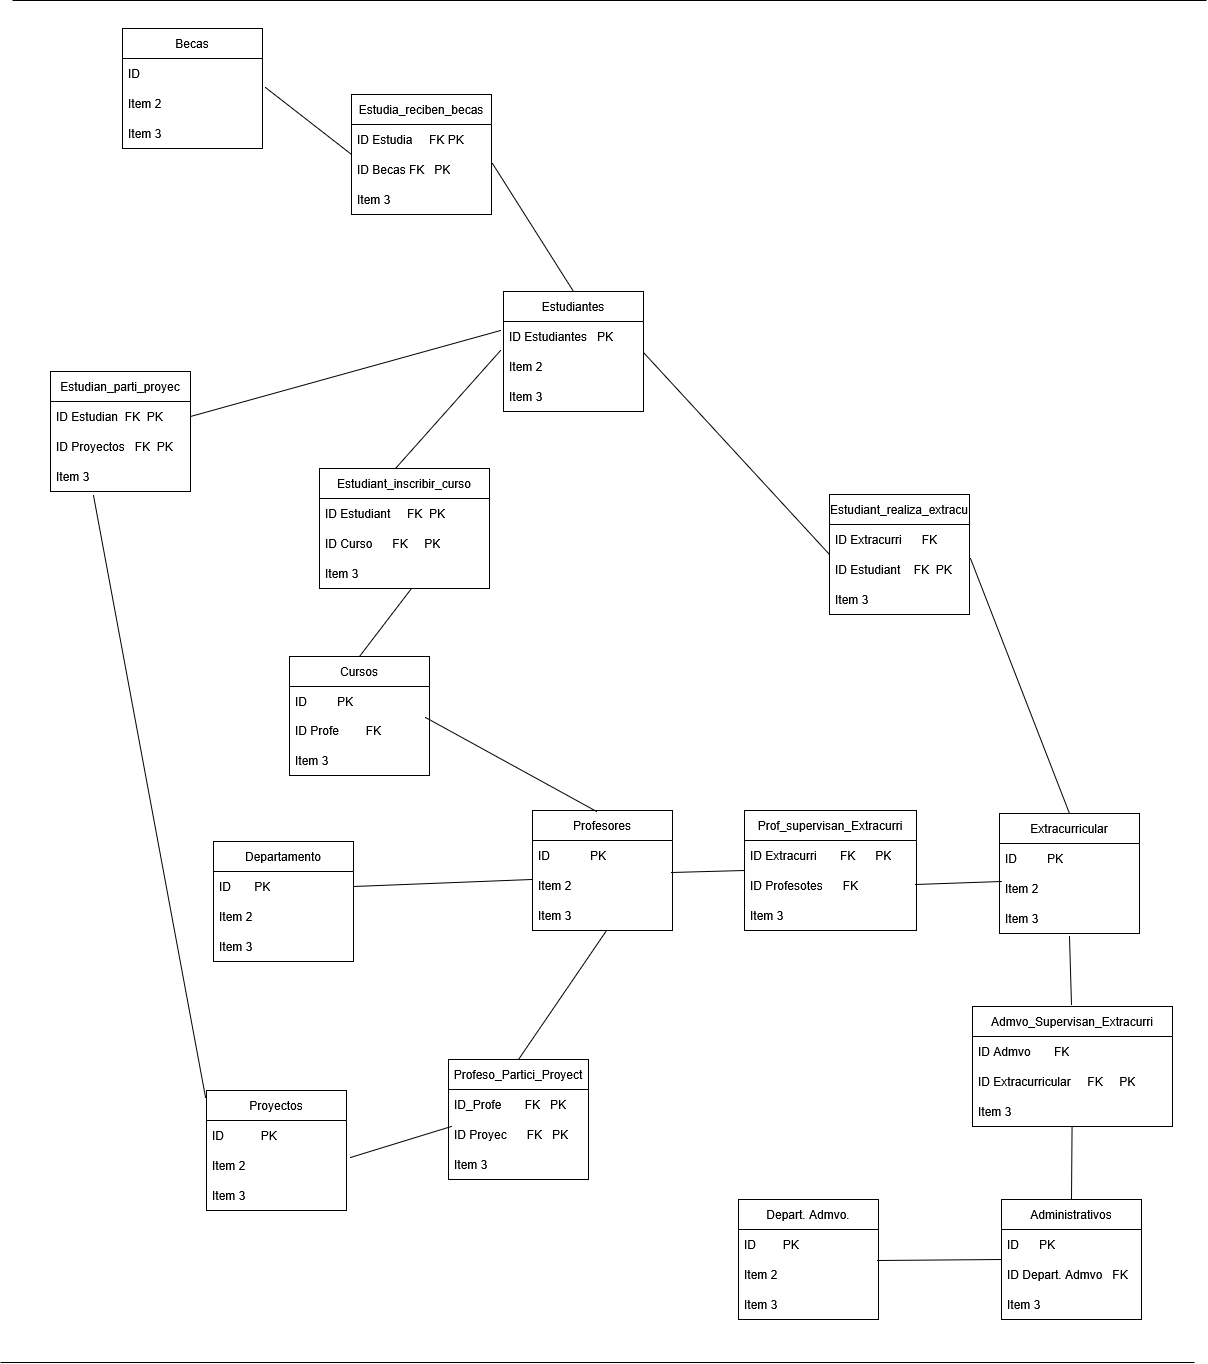 Becas
ID
Item 2
Item 3
Estudia_reciben_becas
ID Estudia FK PK
ID Becas FK PK
Item 3
Estudiantes
ID Estudiantes PK
Item 2
Item 3
Estudian_parti_proyec
ID Estudian FK PK
ID Proyectos FK PK
Item 3
Estudiant_inscribir_curso
ID Estudiant FK PK
ID Curso FK PK
Item 3
Estudiant_realiza_extracu
ID Extracurri FK
ID Estudiant FK PK
Item 3
Cursos
ID PK
ID Profe FK
Item 3
Departamento
ID PK
Item 2
Item 3
Profesores
ID PK
Item 2
Item 3
Prof_supervisan_Extracurri
ID Extracurri FK PK
ID Profesotes FK
Item 3
Extracurricular
ID PK
Item 2
Item 3
Admvo_Supervisan_Extracurri
ID Admvo FK
ID Extracurricular FK PK
Item 3
Profeso_Partici_Proyect
ID_Profe FK PK
ID Proyec FK PK
Item 3
Proyectos
ID PK
Item 2
Item 3
Depart. Admvo.
ID PK
Item 2
Item 3
Administrativos
ID PK
ID Depart. Admvo FK
Item 3